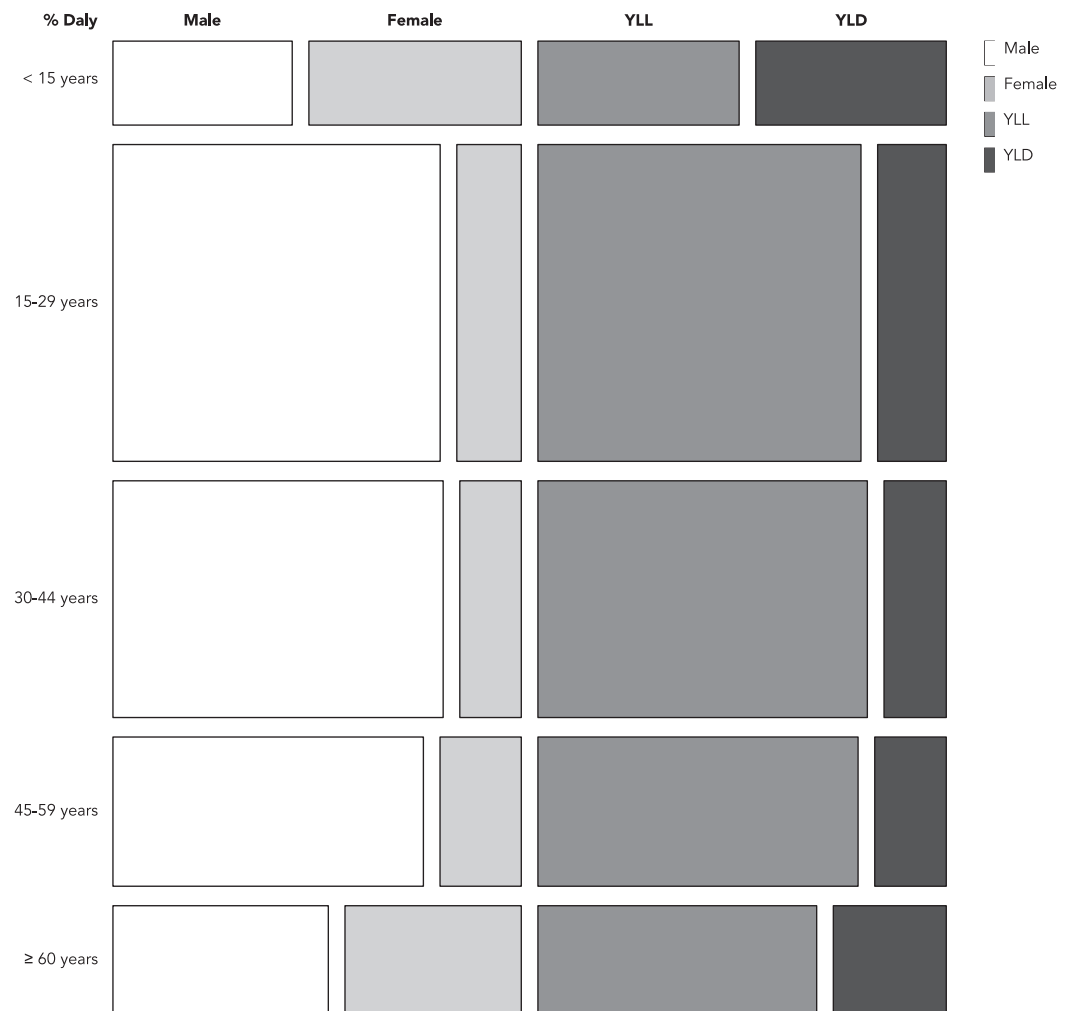 % Daly Male Female YLL YLD
< 15 years
15-29 years
30-44 years
45-59 years
≥ 60 years
Male
Female
YLL
YLD